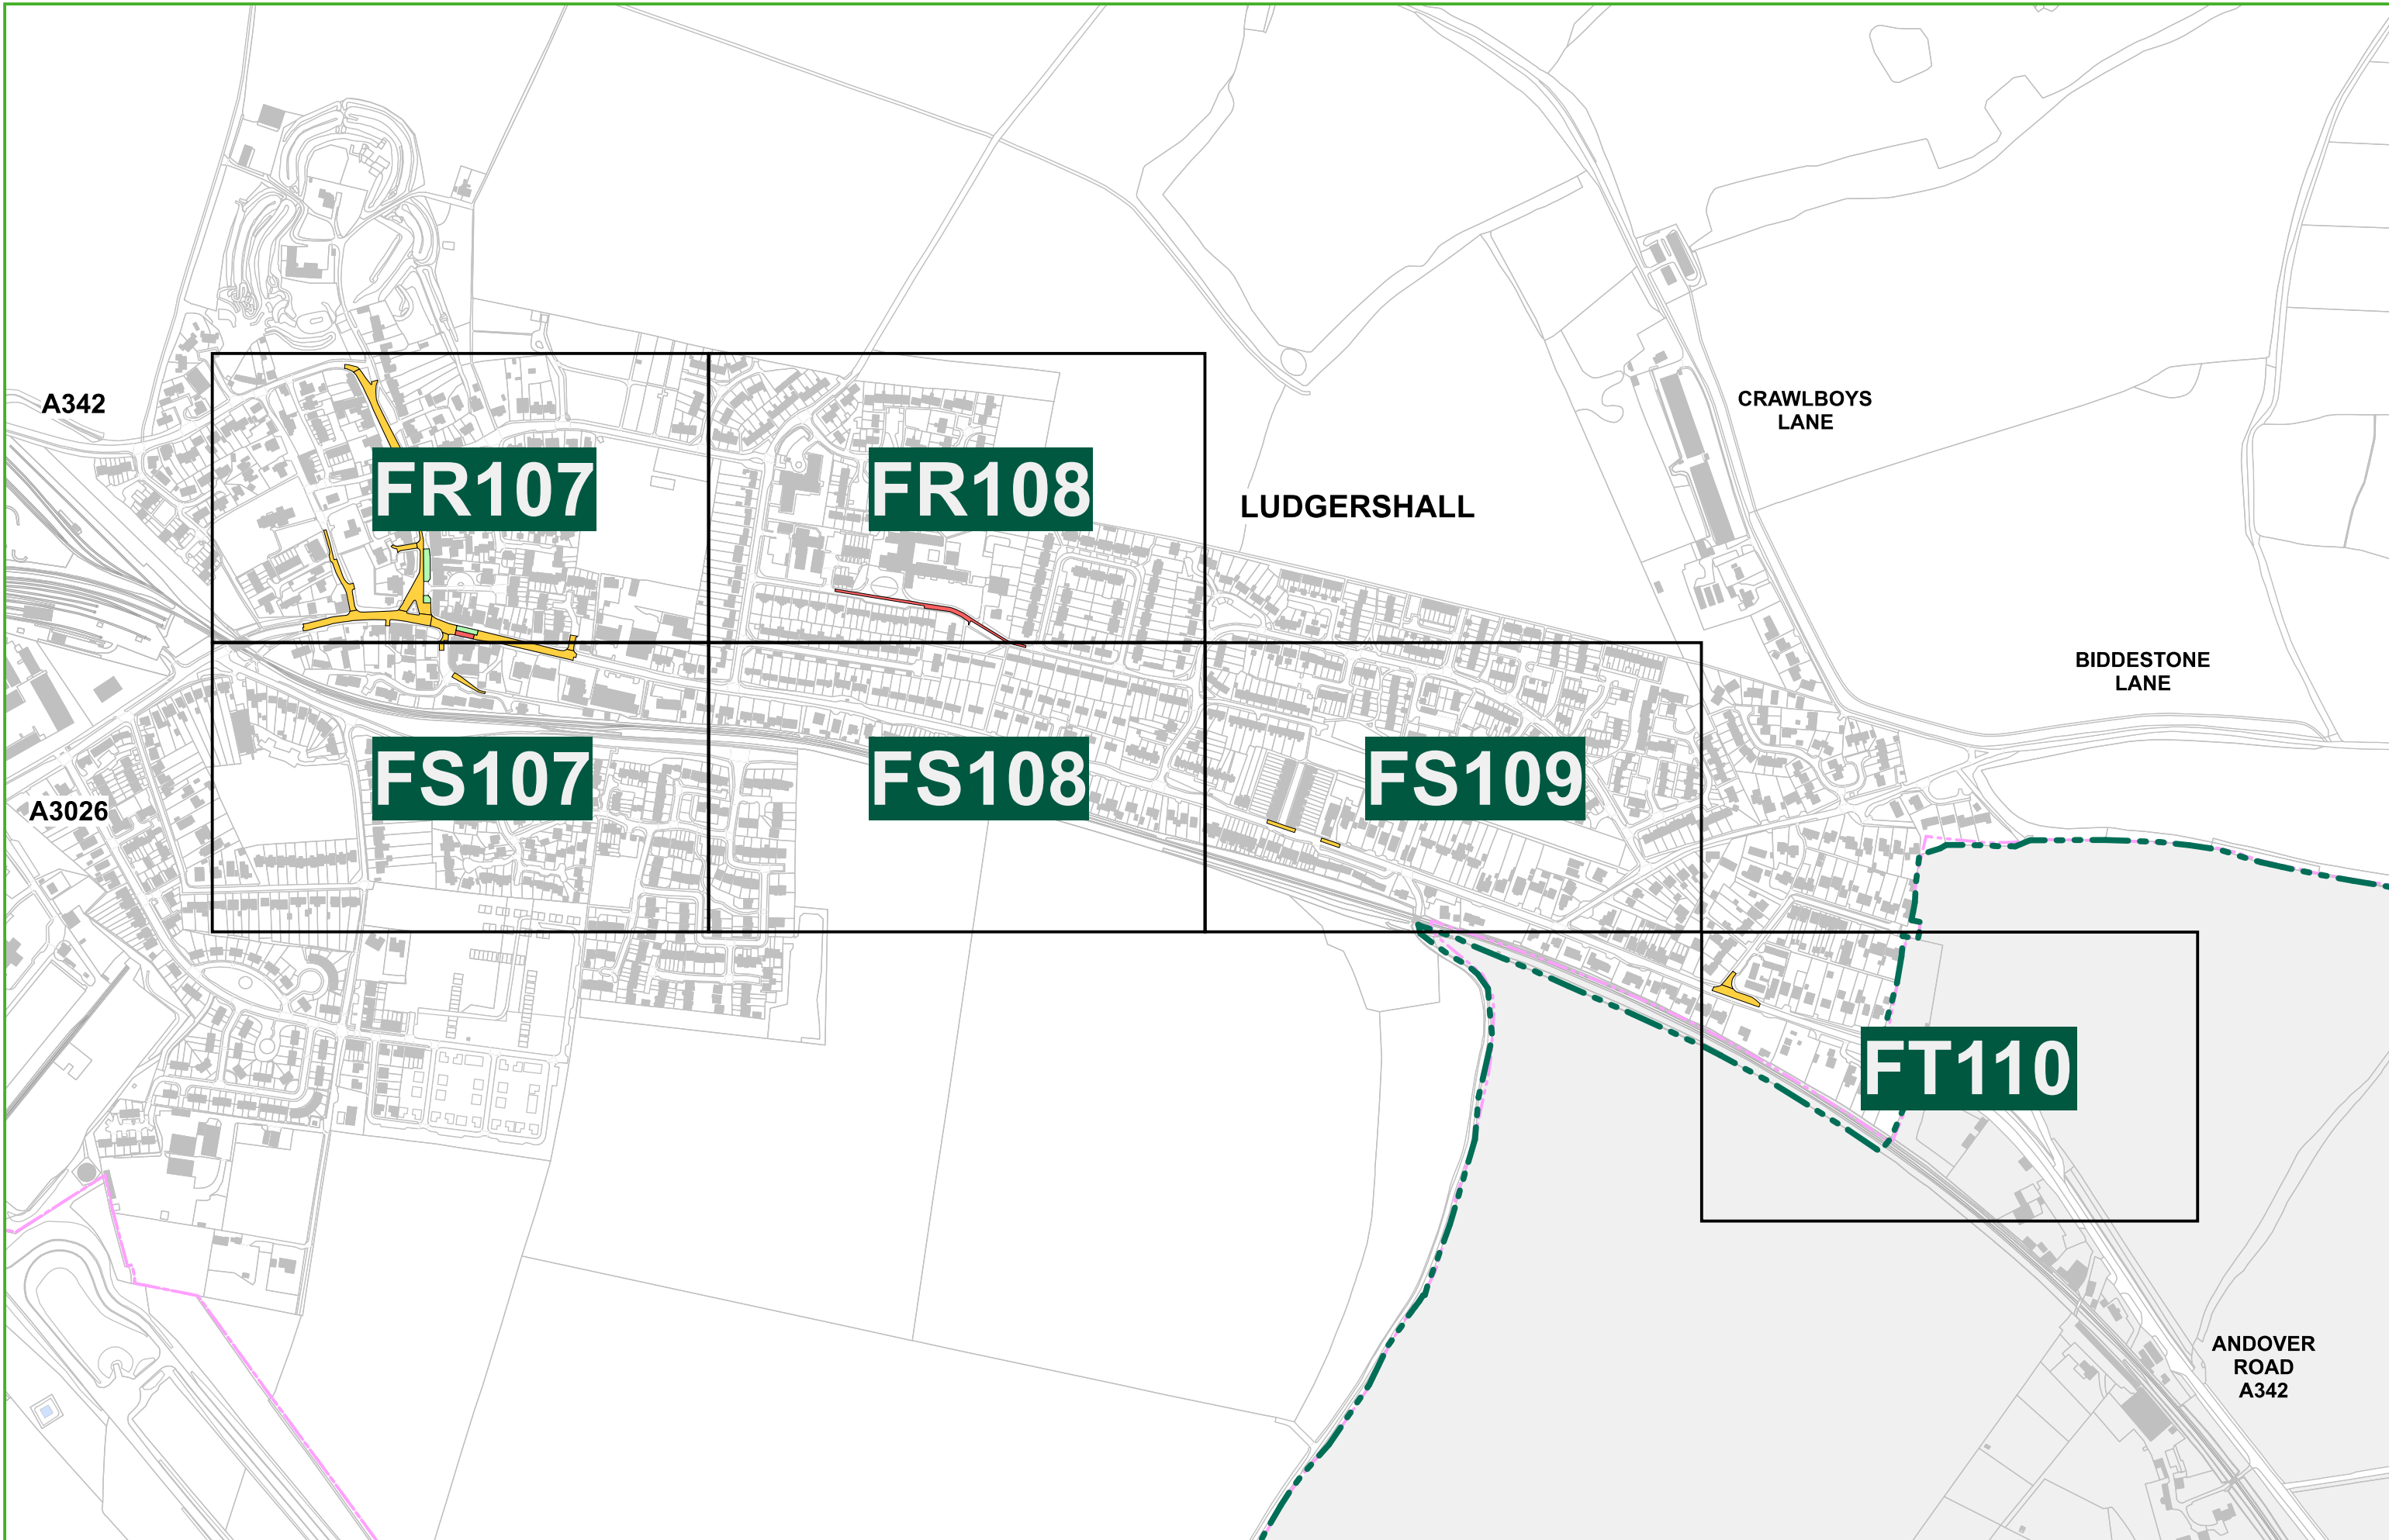 A342
CRAWLBOYS
LANE
FR107
FR108
LUDGERSHALL
BIDDESTONE
LANE
FS107
FS108
FS109
A3026
FT110
ANDOVER
ROAD
A342